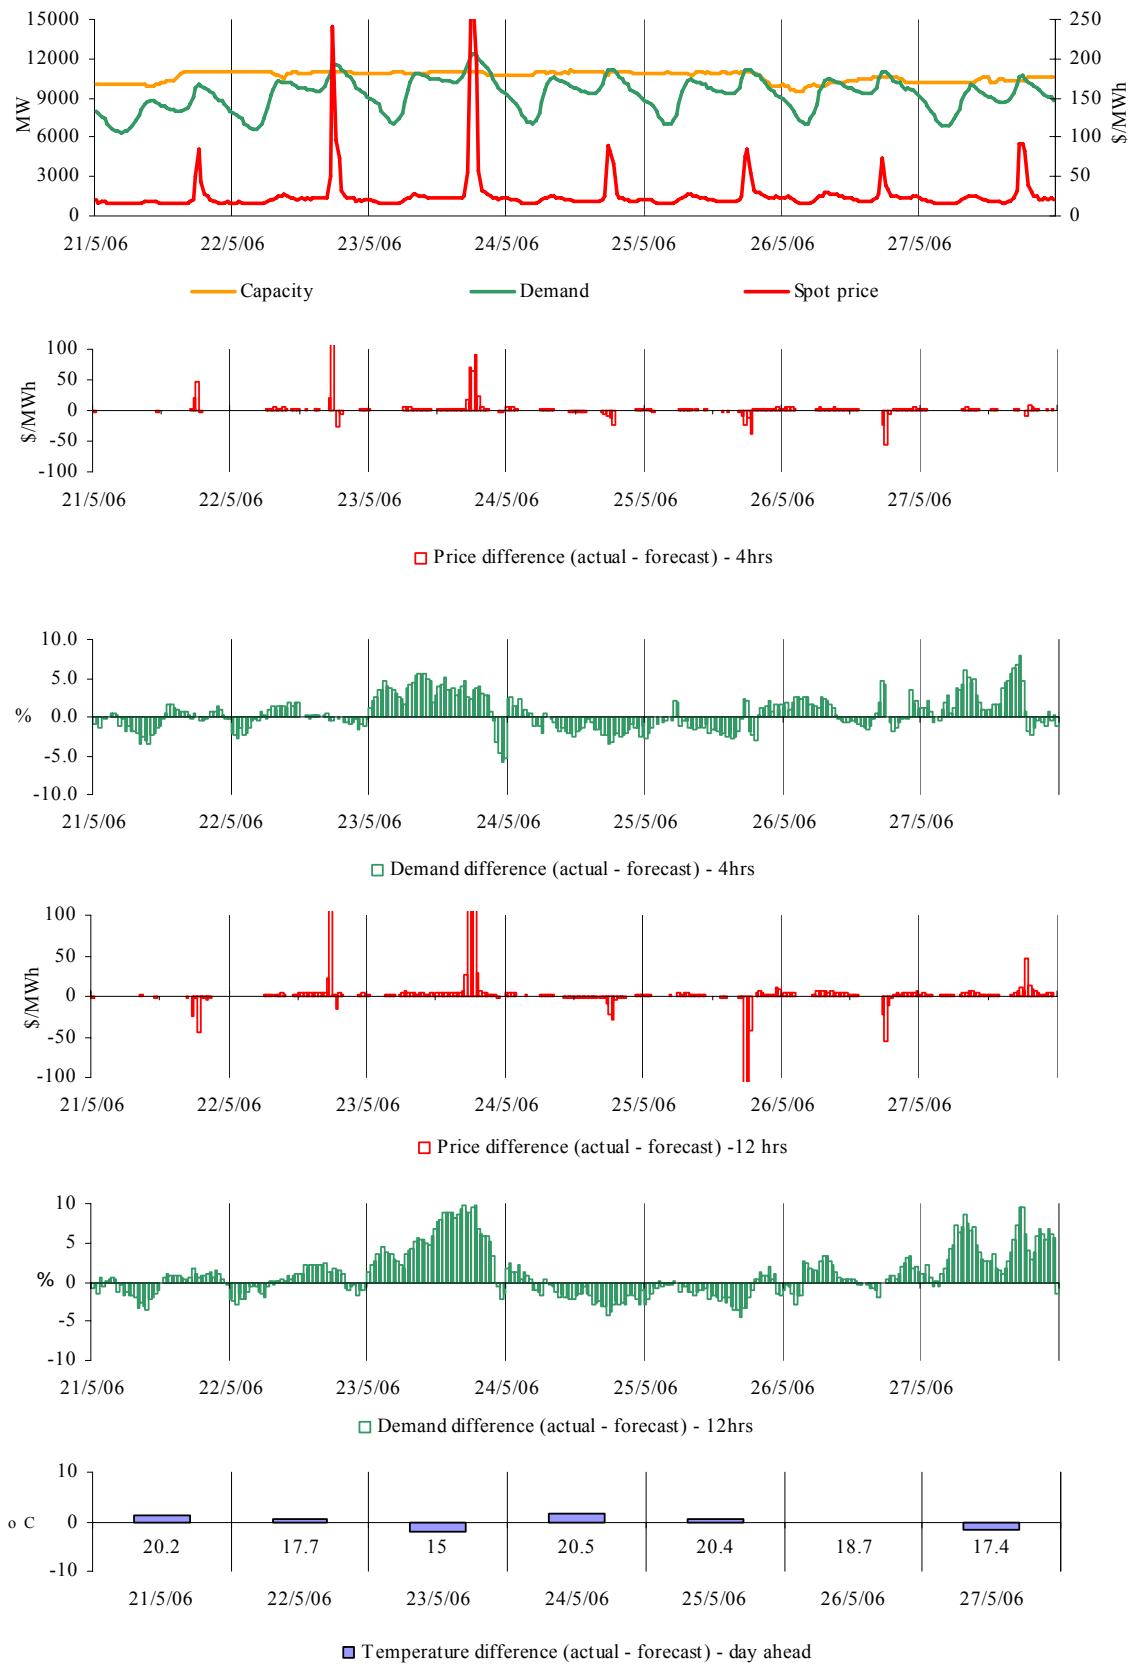 15000
12000
9000
6000
3000
0
MW
250
200
150
100
50
0
$/MWh
21/5/06 22/5/06 23/5/06 24/5/06 25/5/06 26/5/06 27/5/06
Capacity Demand Spot price
100
50
0
-50
-100
$/MWh
21/5/06 22/5/06 23/5/06 24/5/06 25/5/06 26/5/06 27/5/06
Price difference (actual - forecast) - 4hrs
10.0
5.0
0.0
-5.0
-10.0
%
21/5/06 22/5/06 23/5/06 24/5/06 25/5/06 26/5/06 27/5/06
Demand difference (actual - forecast) - 4hrs
100
50
0
-50
-100
$/MWh
21/5/06 22/5/06 23/5/06 24/5/06 25/5/06 26/5/06 27/5/06
Price difference (actual - forecast) -12 hrs
10
5
0
-5
-10
%
21/5/06 22/5/06 23/5/06 24/5/06 25/5/06 26/5/06 27/5/06
Demand difference (actual - forecast) - 12hrs
10
0
-10
o C
20.2 17.7 15 20.5 20.4 18.7 17.4
21/5/06 22/5/06 23/5/06 24/5/06 25/5/06 26/5/06 27/5/06
Temperature difference (actual - forecast) - day ahead